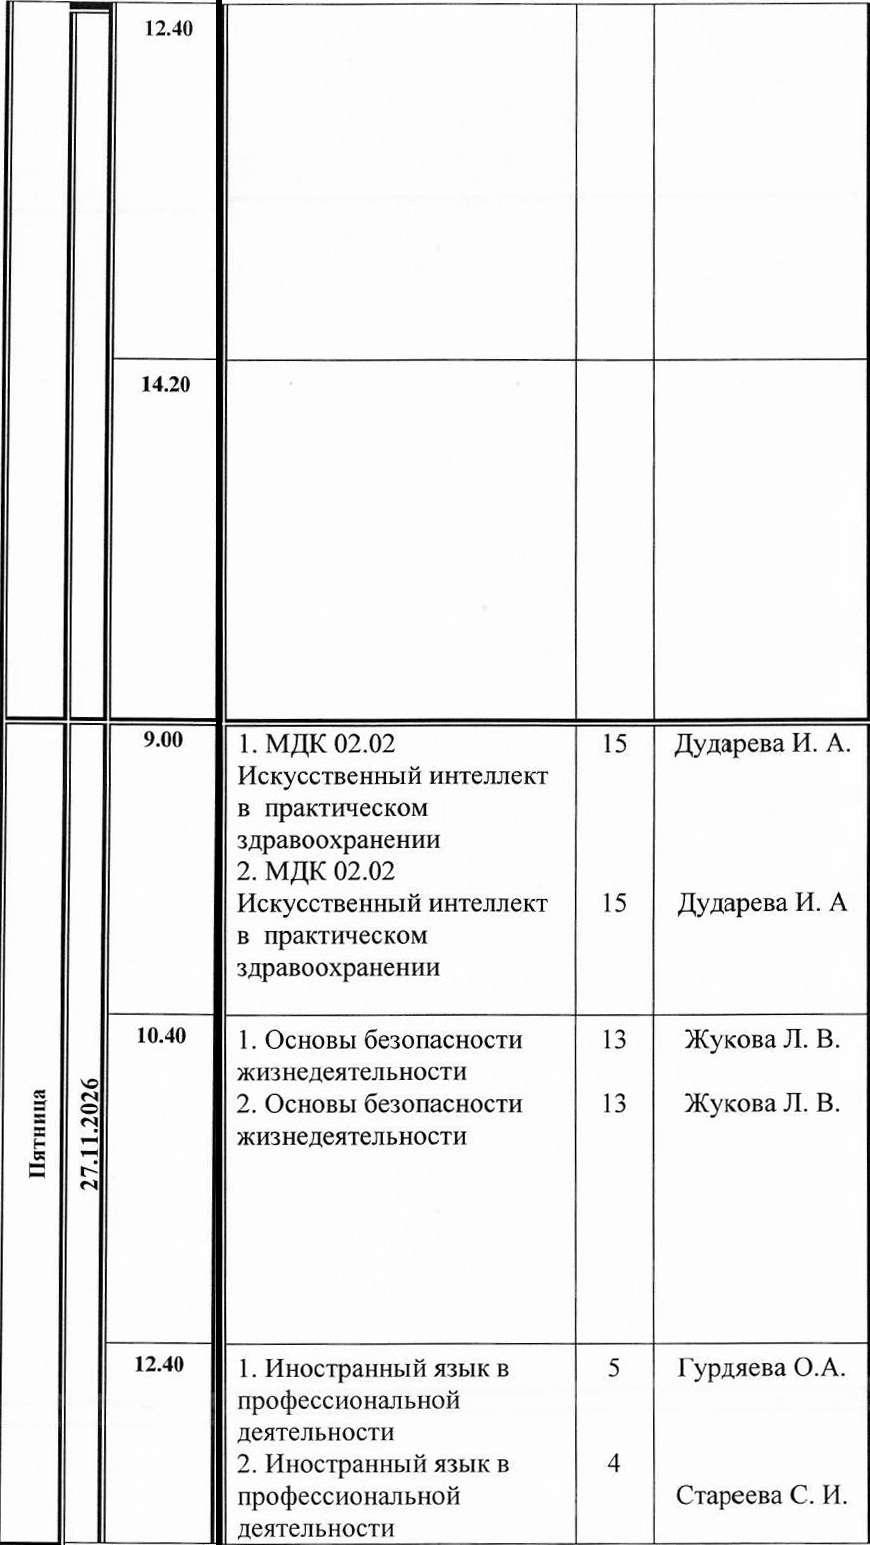 12.40
14.20
Пятница
27.11.2026
9.00
1. МДК 02.02 15 Дударева И. А.
Искусственный интеллект
в практическом
здравоохранении
2. МДК 02.02
Искусственный интеллект 15 Дударева И. А
в практическом
здравоохранении
10.40
1. Основы безопасности 13 Жукова Л. В.
жизнедеятельности
2. Основы безопасности 13 Жукова Л. В.
жизнедеятельности
12.40
1. Иностранный язык в 5 Гурдяева О.А.
профессиональной
деятельности
2. Иностранный язык в 4
профессиональной Стареева С. И.
деятельности